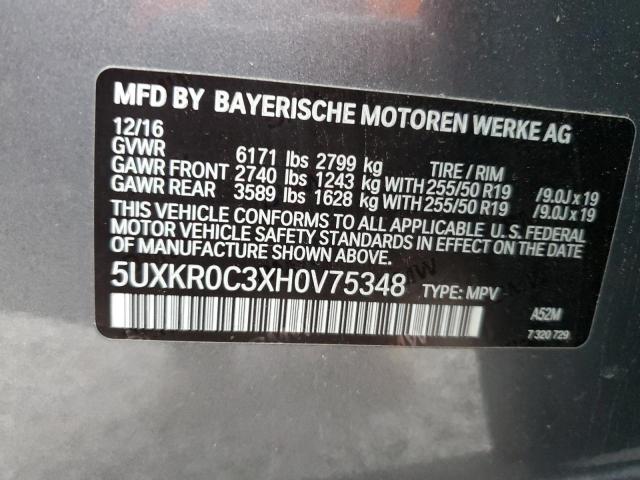 MFD BY BAYERISCHE MOTOREN WERKE AG
12/16
GVWR 6171 lbs 2799 kg TIRE / RIM
GAWR FRONT 2740 lbs 1243 kg WITH 255/50 R19 /9.0J x 19
GAWR REAR 3589 lbs 1628 kg WITH 255/50 R19 /9.0J x 19
THIS VEHICLE CONFORMS TO ALL APPLICABLE U.S. FEDERAL
MOTOR VEHICLE SAFETY STANDARDS IN EFFECT ON THE DATE
OF MANUFACTURE SHOWN ABOVE.
5UXKR0C3XH0V75348 TYPE: MPV
A52M
7 320 729